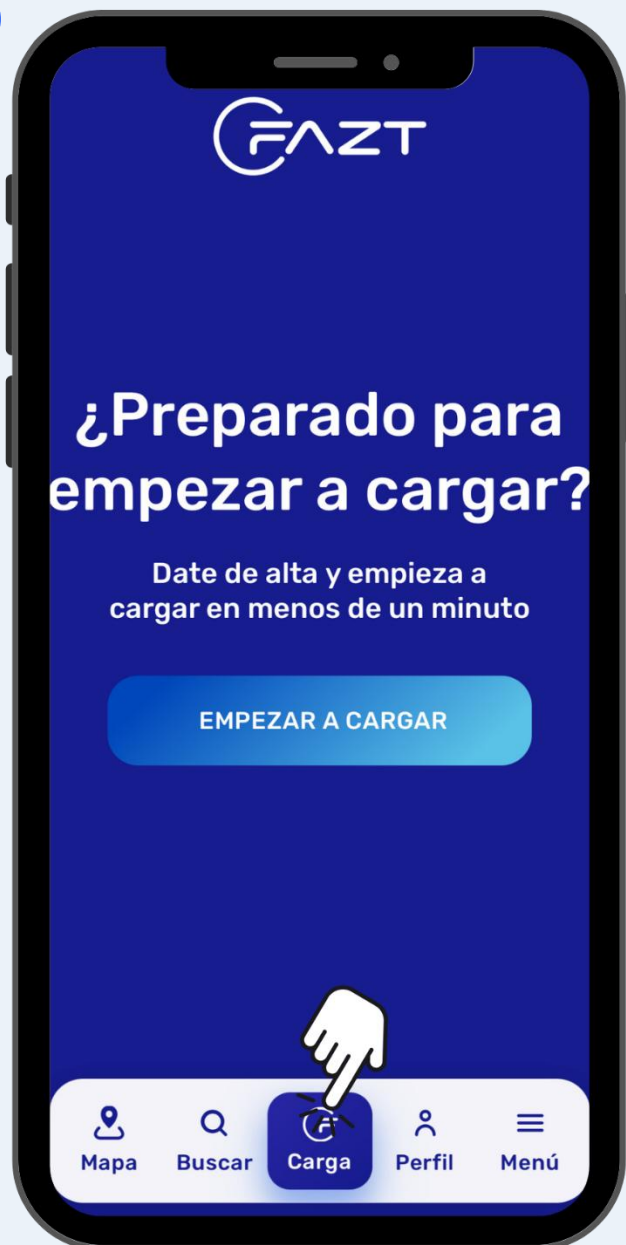 FAZT
¿Preparado para
empezar a cargar?
Date de alta y empieza a
cargar en menos de un minuto
EMPEZAR A CARGAR
Mapa Buscar Carga Perfil Menú